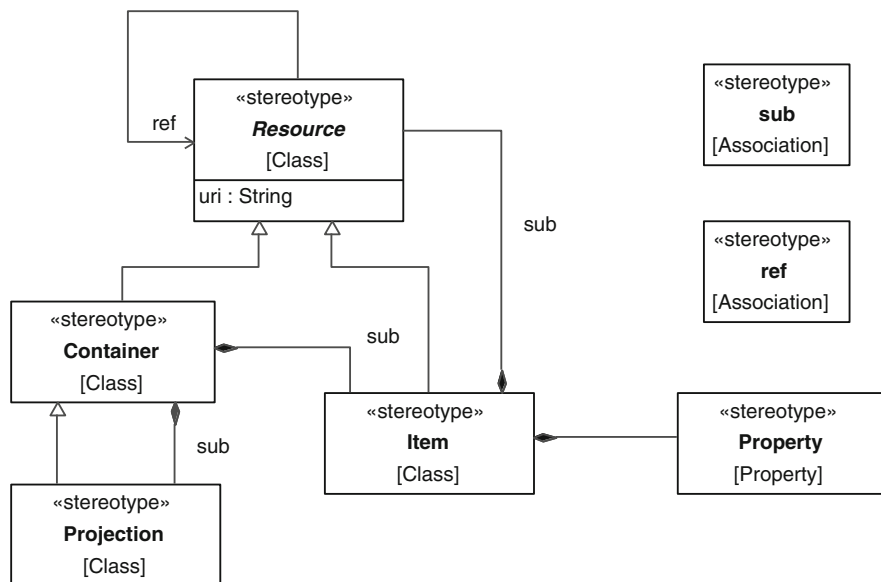 «stereotype»
Resource
[Class]
uri : String
ref
«stereotype»
sub
[Association]
sub
«stereotype»
ref
[Association]
«stereotype»
Container
[Class]
sub
«stereotype»
Item
[Class]
«stereotype»
Property
[Property]
sub
«stereotype»
Projection
[Class]